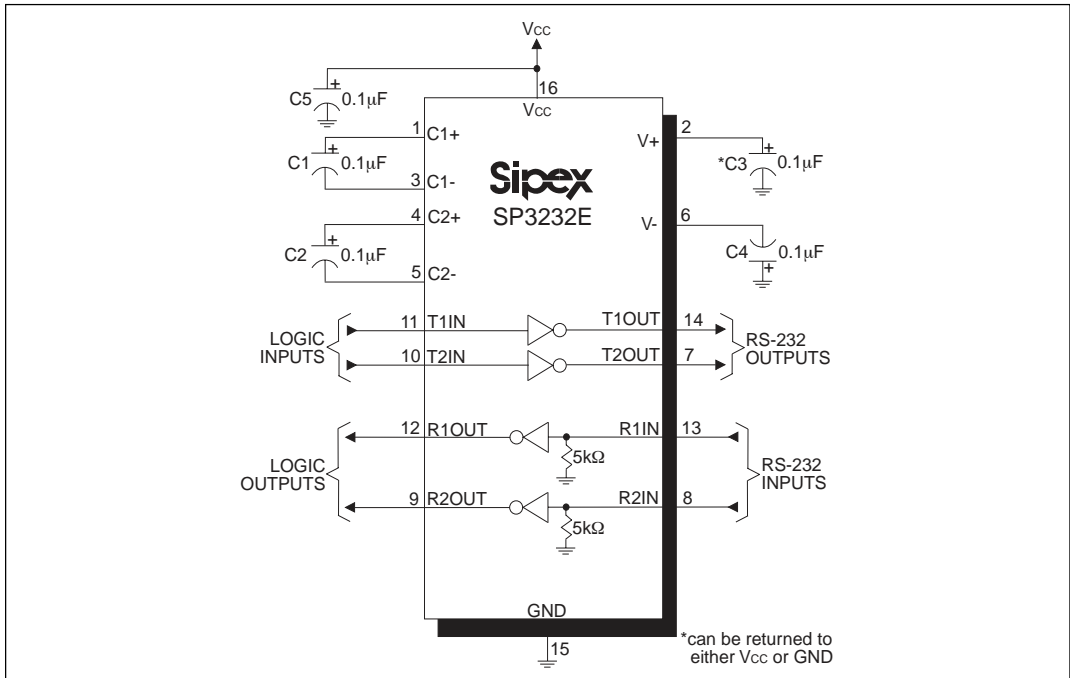 Vcc
C5
+
0.1µF
16
Vcc
1
C1+
C1
+
0.1µF
3
C1-
4
C2+
C2
+
0.1µF
5
C2-
Sipex
SP3232E
V+
2
*C3
+
0.1µF
V-
6
C4
0.1µF
+
LOGIC
INPUTS
11
T1IN
T1OUT
14
10
T2IN
T2OUT
7
RS-232
OUTPUTS
LOGIC
OUTPUTS
12
R1OUT
R1IN
13
5kΩ
9
R2OUT
R2IN
8
5kΩ
RS-232
INPUTS
GND
15
*can be returned to
either Vcc or GND